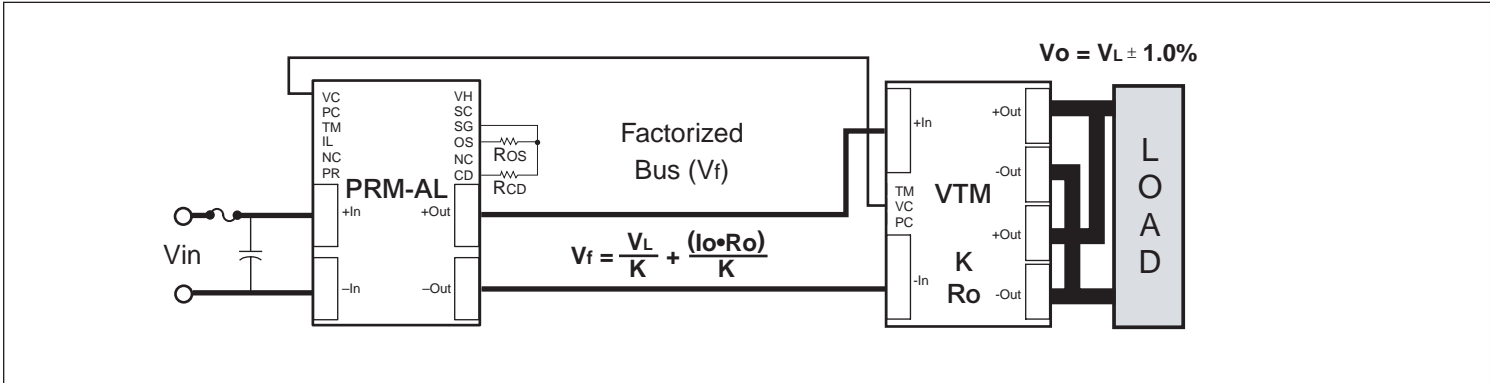 Vo = VL ± 1.0%
VC
PC
TM
IL
NC
PR
VH
SC
SG
OS
NC
CD
ROS
RCD
PRM-AL
+In
–In
+Out
–Out
Vin
Factorized
Bus (Vf)
Vf = VL/K + (Io•Ro)/K
+In
-In
TM
VC
PC
VTM
K
Ro
+Out
-Out
+Out
-Out
LOAD